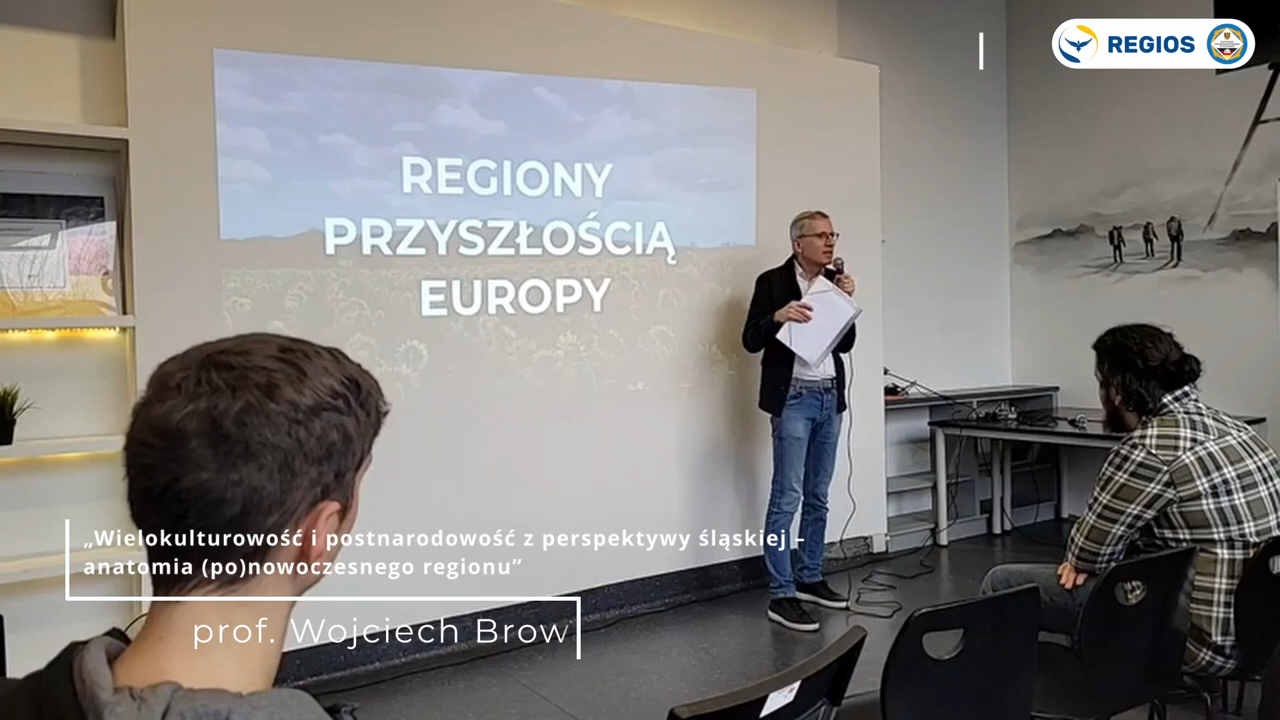 REGIOS
REGIONY
PRZYSZŁOŚCIĄ
EUROPY
„Wielokulturowość i postnarodowość z perspektywy śląskiej –
anatomia (po)nowoczesnego regionu”
prof. Wojciech Brow